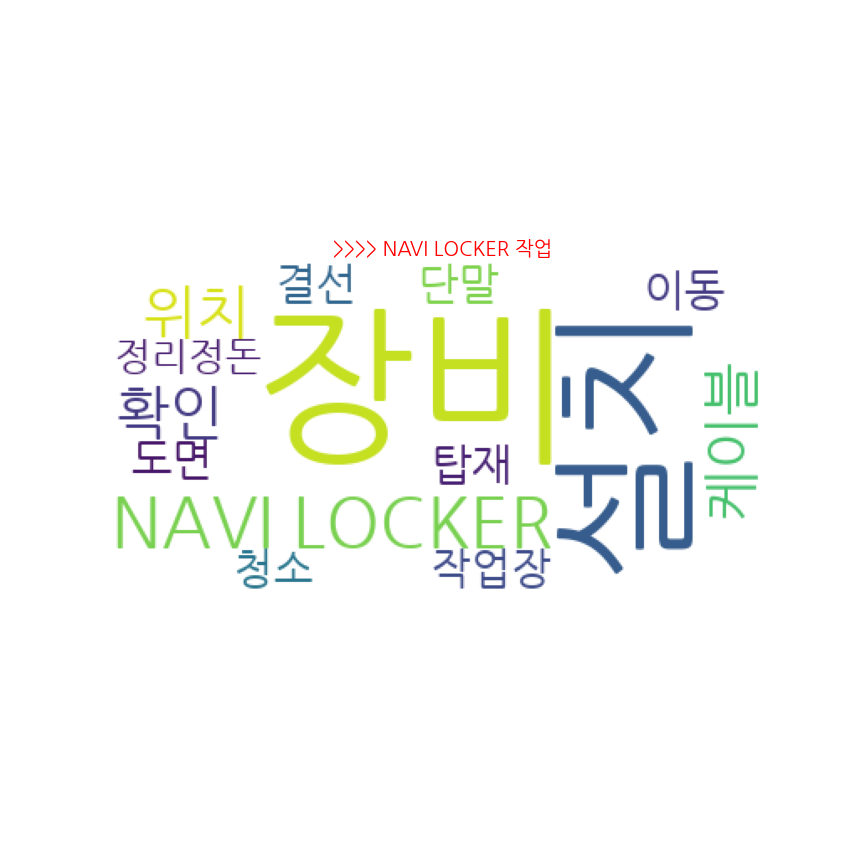 >>>> NAVI LOCKER 작업
결선
단말
이동
위치
장비
설치
정리정돈
케이블
확인
도면
탑재
NAVI LOCKER
청소
작업장